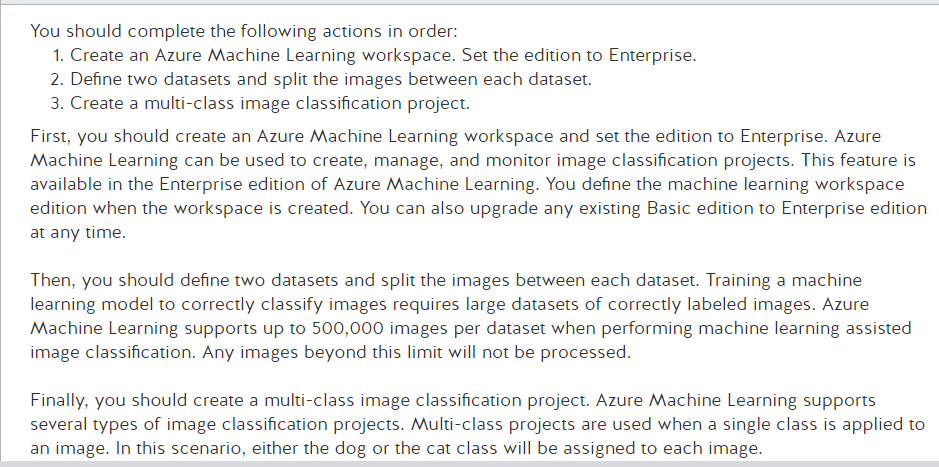 You should complete the following actions in order:
1. Create an Azure Machine Learning workspace. Set the edition to Enterprise.
2. Define two datasets and split the images between each dataset.
3. Create a multi-class image classification project.
First, you should create an Azure Machine Learning workspace and set the edition to Enterprise. Azure
Machine Learning can be used to create, manage, and monitor image classification projects. This feature is
available in the Enterprise edition of Azure Machine Learning. You define the machine learning workspace
edition when the workspace is created. You can also upgrade any existing Basic edition to Enterprise edition
at any time.
Then, you should define two datasets and split the images between each dataset. Training a machine
learning model to correctly classify images requires large datasets of correctly labeled images. Azure
Machine Learning supports up to 500,000 images per dataset when performing machine learning assisted
image classification. Any images beyond this limit will not be processed.
Finally, you should create a multi-class image classification project. Azure Machine Learning supports
several types of image classification projects. Multi-class projects are used when a single class is applied to
an image. In this scenario, either the dog or the cat class will be assigned to each image.